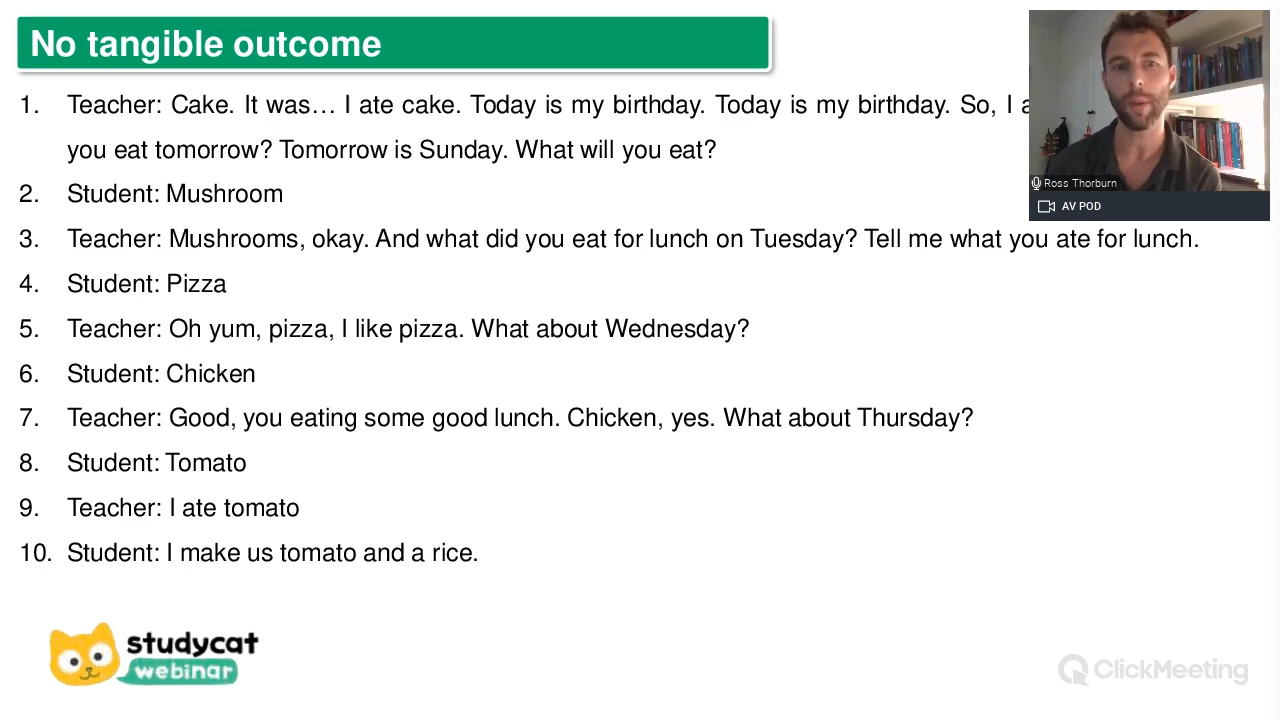 No tangible outcome
1. Teacher: Cake. It was… I ate cake. Today is my birthday. Today is my birthday. So, I a
you eat tomorrow? Tomorrow is Sunday. What will you eat?
2. Student: Mushroom
3. Teacher: Mushrooms, okay. And what did you eat for lunch on Tuesday? Tell me what you ate for lunch.
4. Student: Pizza
5. Teacher: Oh yum, pizza, I like pizza. What about Wednesday?
6. Student: Chicken
7. Teacher: Good, you eating some good lunch. Chicken, yes. What about Thursday?
8. Student: Tomato
9. Teacher: I ate tomato
10. Student: I make us tomato and a rice.
Ross Thorburn
AV POD
studycat
webinar
ClickMeeting